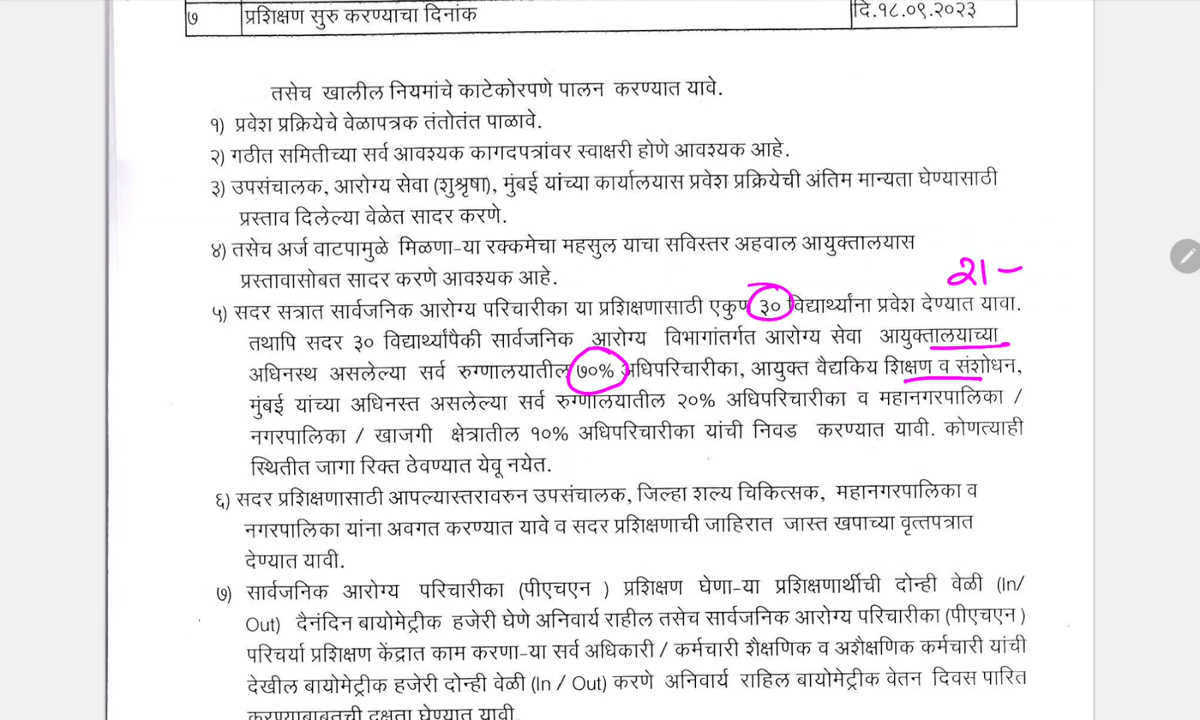 ७ प्रशिक्षण सुरु करण्याचा दिनांक दि.१८.०९.२०२३
तसेच खालील नियमांचे काटेकोरपणे पालन करण्यात यावे.
१) प्रवेश प्रक्रियेचे वेळापत्रक तंतोतंत पाळावे.
२) गठीत समितीच्या सर्व आवश्यक कागदपत्रांवर स्वाक्षरी होणे आवश्यक आहे.
३) उपसंचालक, आरोग्य सेवा (शुश्रृषा), मुंबई यांच्या कार्यालयास प्रवेश प्रक्रियेची अंतिम मान्यता घेण्यासाठी
प्रस्ताव दिलेल्या वेळेत सादर करणे.
४) तसेच अर्ज वाटपामुळे मिळणा-या रक्कमेचा महसुल याचा सविस्तर अहवाल आयुक्तालयास
प्रस्तावासोबत सादर करणे आवश्यक आहे.
२१-
५) सदर सत्रात सार्वजनिक आरोग्य परिचारीका या प्रशिक्षणासाठी एकुण ३० विद्यार्थ्यांना प्रवेश देण्यात यावा.
तथापि सदर ३० विद्यार्थ्यांपैकी सार्वजनिक आरोग्य विभागांतर्गत आरोग्य सेवा आयुक्तालयाच्या
अधिनस्थ असलेल्या सर्व रुग्णालयातील ७०% अधिपरिचारीका, आयुक्त वैद्यकिय शिक्षण व संशोधन,
मुंबई यांच्या अधिनस्त असलेल्या सर्व रुग्णालयातील २०% अधिपरिचारीका व महानगरपालिका /
नगरपालिका / खाजगी क्षेत्रातील १०% अधिपरिचारीका यांची निवड करण्यात यावी. कोणत्याही
स्थितीत जागा रिक्त ठेवण्यात येवू नयेत.
६) सदर प्रशिक्षणासाठी आपल्यास्तरावरुन उपसंचालक, जिल्हा शल्य चिकित्सक, महानगरपालिका व
नगरपालिका यांना अवगत करण्यात यावे व सदर प्रशिक्षणाची जाहिरात जास्त खपाच्या वृत्तपत्रात
देण्यात यावी.
७) सार्वजनिक आरोग्य परिचारीका (पीएचएन ) प्रशिक्षण घेणा-या प्रशिक्षणार्थीची दोन्ही वेळी (In/
Out) दैनंदिन बायोमेट्रीक हजेरी घेणे अनिवार्य राहील तसेच सार्वजनिक आरोग्य परिचारीका (पीएचएन )
परिचर्या प्रशिक्षण केंद्रात काम करणा-या सर्व अधिकारी / कर्मचारी शैक्षणिक व अशैक्षणिक कर्मचारी यांची
देखील बायोमेट्रीक हजेरी दोन्ही वेळी (In / Out) करणे अनिवार्य राहिल बायोमेट्रीक वेतन दिवस पारित
करण्याबाबतची दक्षता घेण्यात यावी.